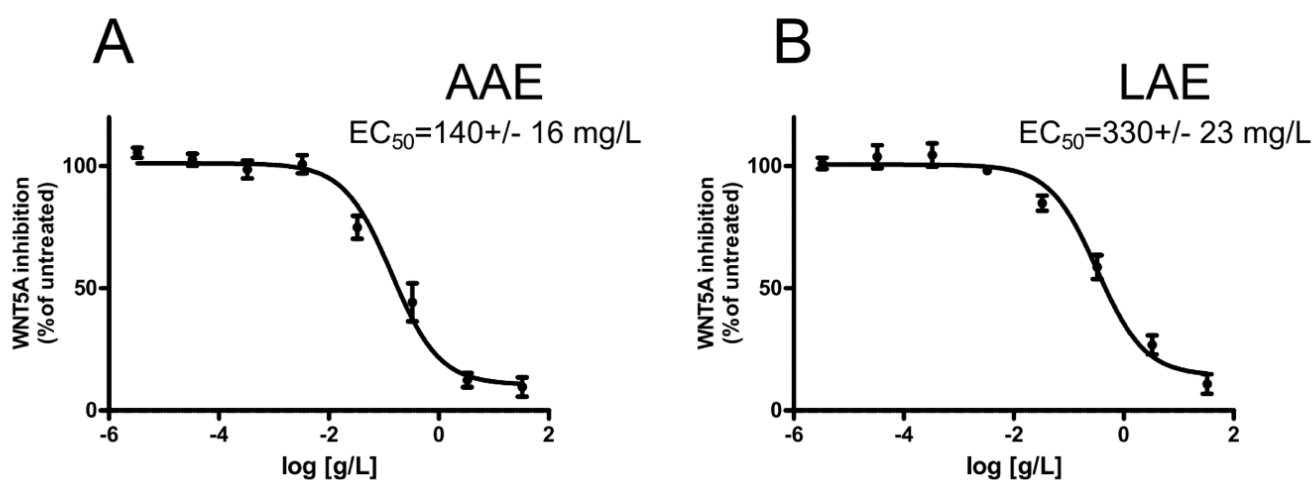 A
AAE
EC50=140+/- 16 mg/L
WNT5A inhibition
(%of untreated)
100
50
0
-6
-4
-2
0
2
log [g/L]
B
LAE
EC50=330+/- 23 mg/L
WNT5A inhibition
(%of untreated)
100
50
0
-6
-4
-2
0
2
log [g/L]